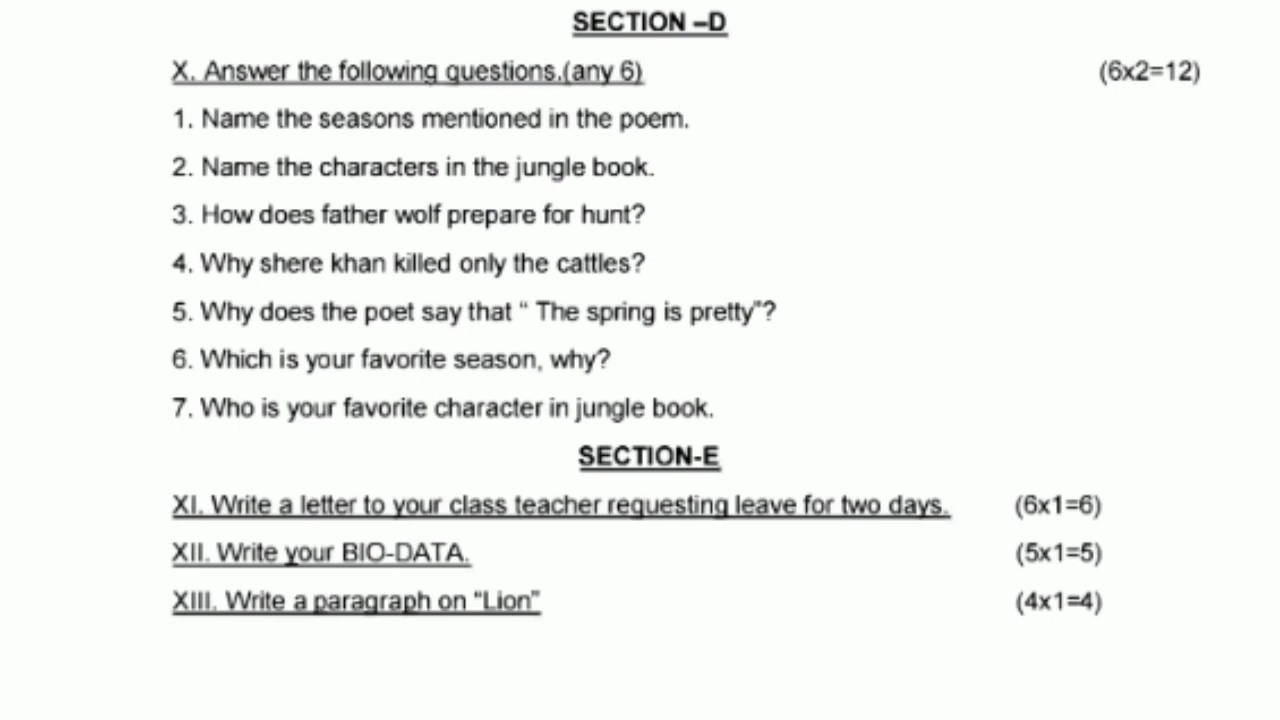 SECTION –D
X. Answer the following questions.(any 6) (6x2=12)
1. Name the seasons mentioned in the poem.
2. Name the characters in the jungle book.
3. How does father wolf prepare for hunt?
4. Why shere khan killed only the cattles?
5. Why does the poet say that “ The spring is pretty”?
6. Which is your favorite season, why?
7. Who is your favorite character in jungle book.
SECTION-E
XI. Write a letter to your class teacher requesting leave for two days. (6x1=6)
XII. Write your BIO-DATA. (5x1=5)
XIII. Write a paragraph on “Lion” (4x1=4)